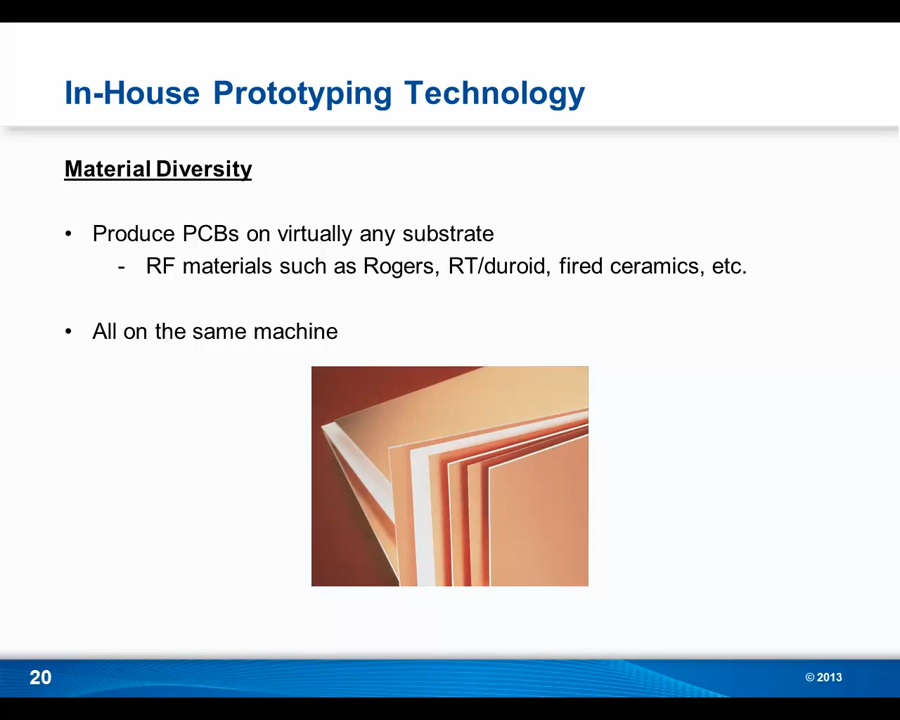 In-House Prototyping Technology
Material Diversity
• Produce PCBs on virtually any substrate
- RF materials such as Rogers, RT/duroid, fired ceramics, etc.
• All on the same machine
20
© 2013